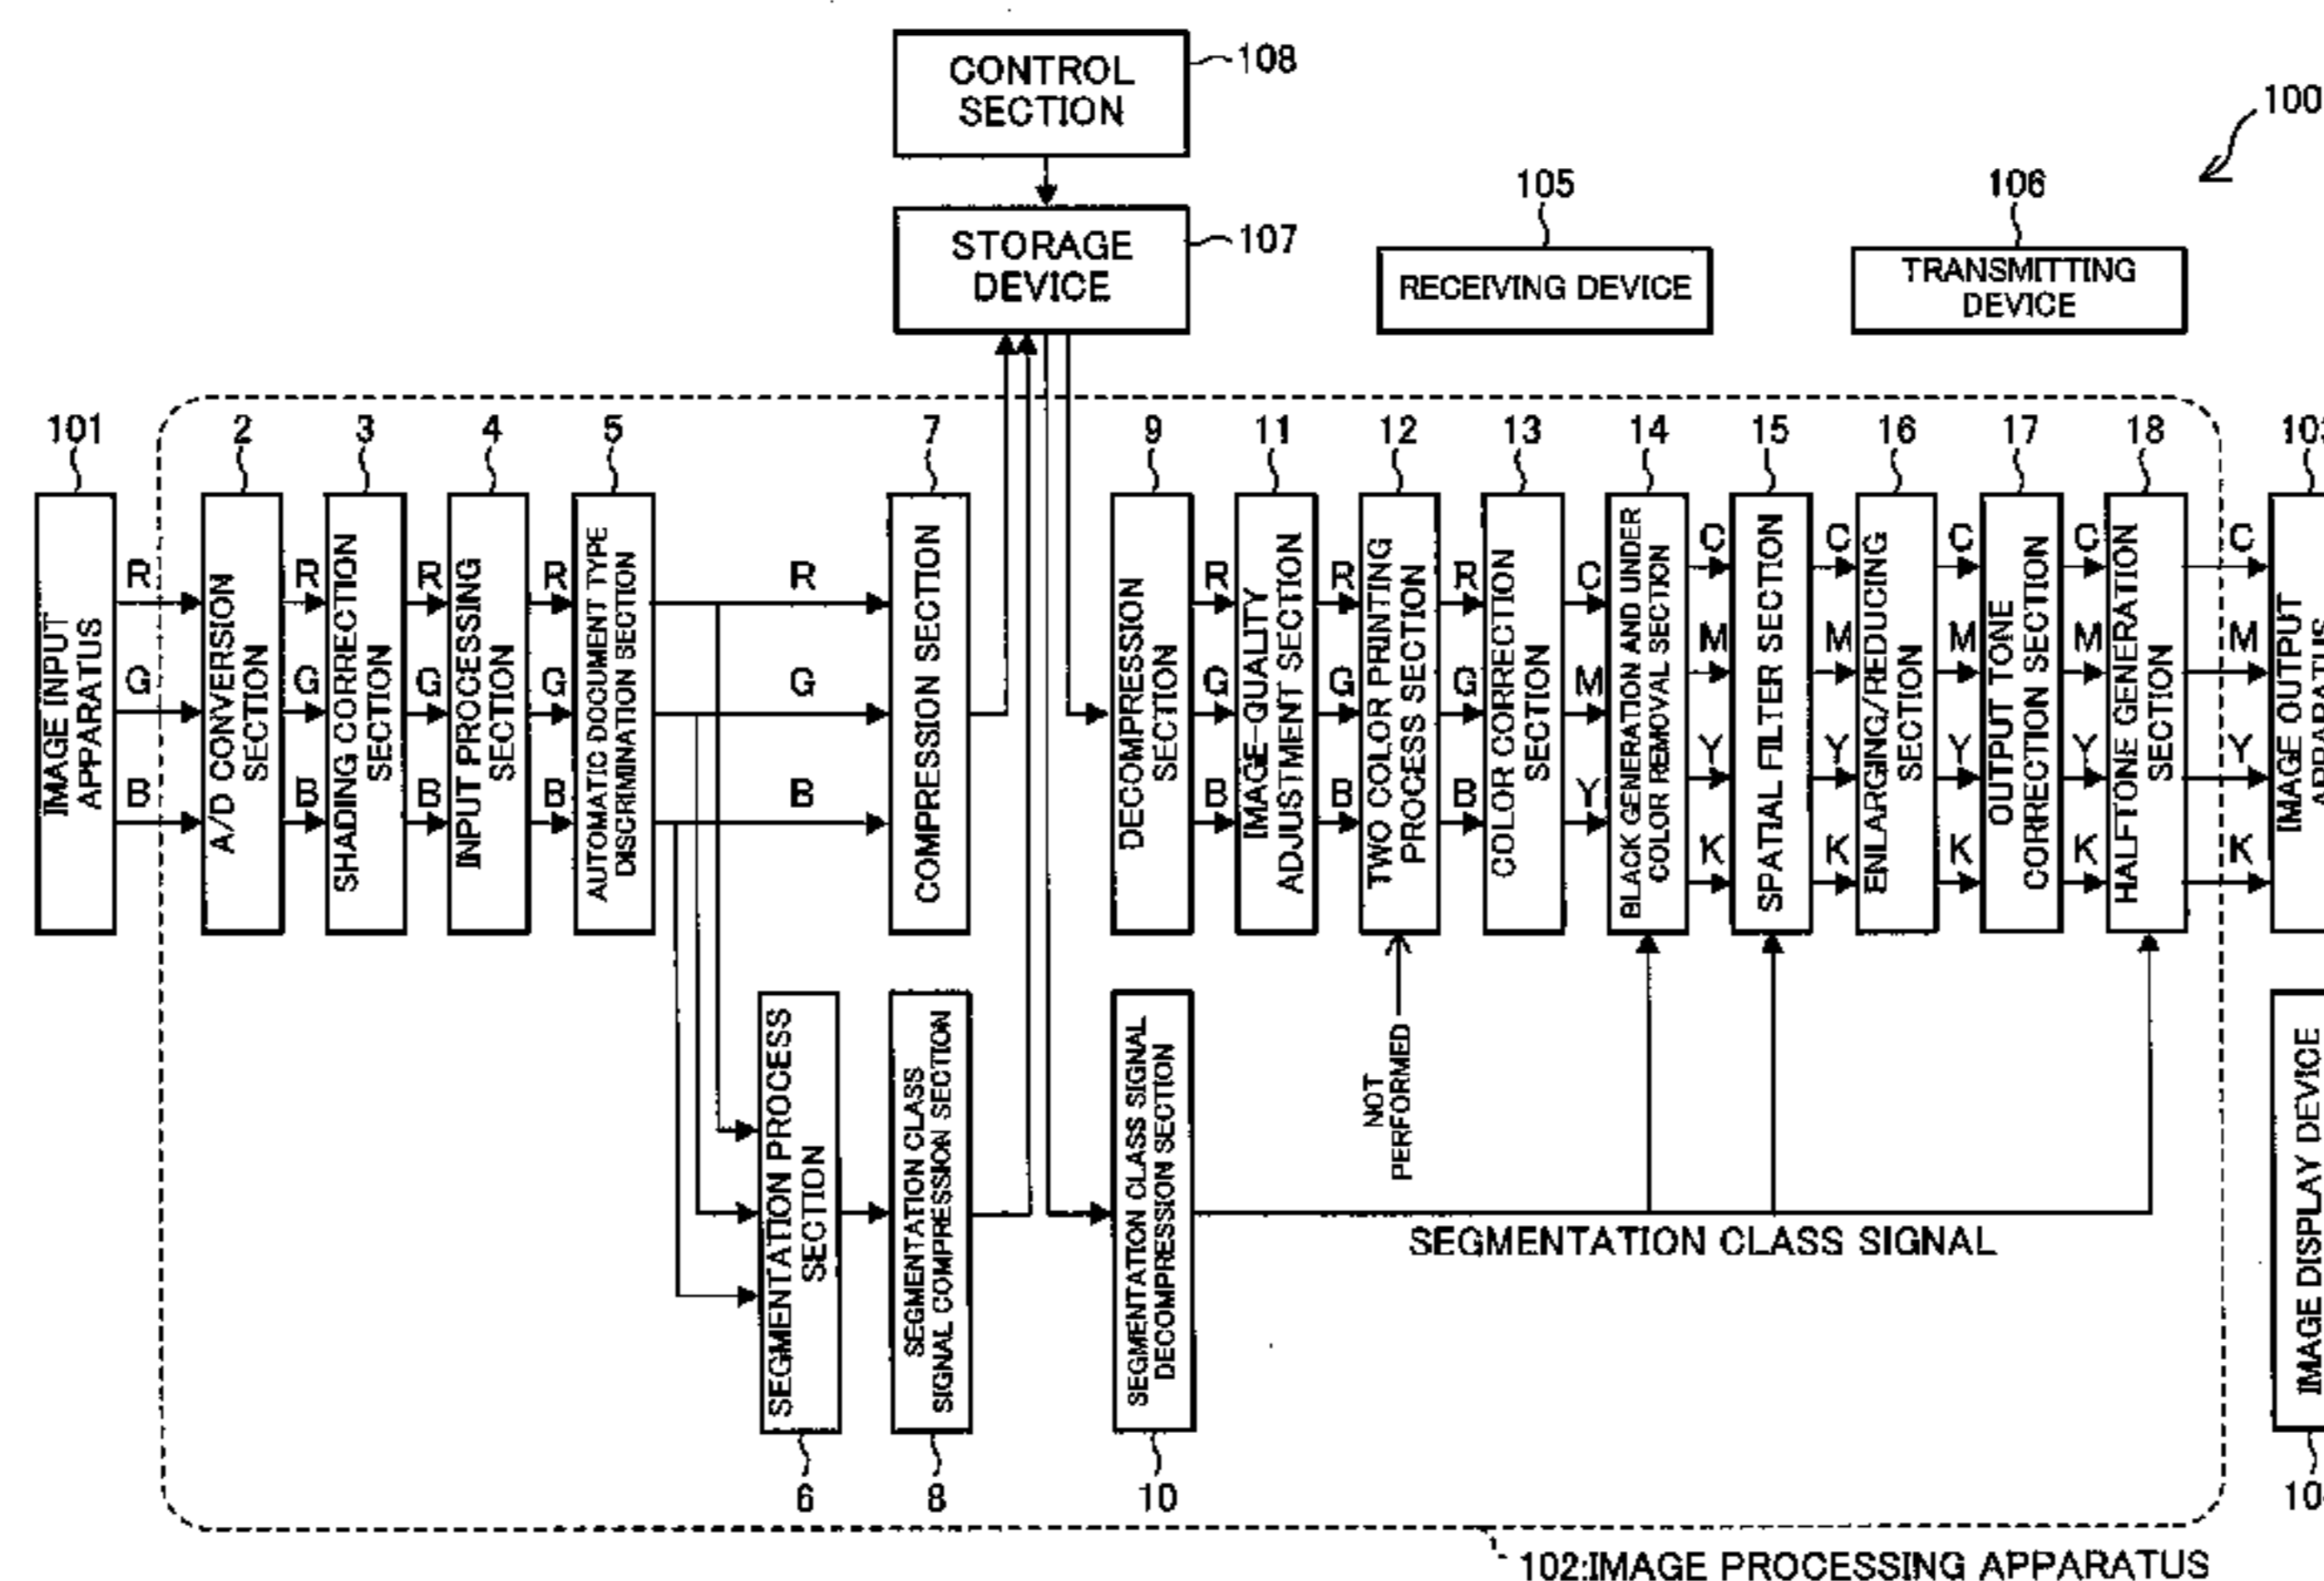 CONTROL
SECTION
108
100
STORAGE
DEVICE
107
105
RECEIVING DEVICE
106
TRANSMITTING
DEVICE
101
2
3
4
5
7
9
11
12
13
14
15
16
17
18
IMAGE INPUT
APPARATUS
R
G
B
A/D CONVERSION
SECTION
R
G
B
SHADING CORRECTION
SECTION
R
G
B
INPUT PROCESSING
SECTION
R
G
B
AUTOMATIC DOCUMENT TYPE
DISCRIMINATION SECTION
R
G
B
COMPRESSION SECTION
DECOMPRESSION
SECTION
R
G
B
IMAGE-QUALITY
ADJUSTMENT SECTION
R
G
B
TWO COLOR PRINTING
PROCESS SECTION
R
G
B
COLOR CORRECTION
SECTION
C
M
Y
BLACK GENERATION AND UNDER
COLOR REMOVAL SECTION
C
M
Y
K
SPATIAL FILTER SECTION
C
M
Y
K
ENLARGING/REDUCING
SECTION
C
M
Y
K
OUTPUT TONE
CORRECTION SECTION
C
M
Y
K
HALFTONE GENERATION
SECTION
C
M
Y
K
IMAGE OUTPUT
APPARATUS
NOT
PERFORMED
SEGMENTATION PROCESS
SECTION
SEGMENTATION CLASS
SIGNAL COMPRESSION SECTION
SEGMENTATION CLASS SIGNAL
DECOMPRESSION SECTION
SEGMENTATION CLASS SIGNAL
IMAGE DISPLAY DEVICE
6
8
10
102:IMAGE PROCESSING APPARATUS